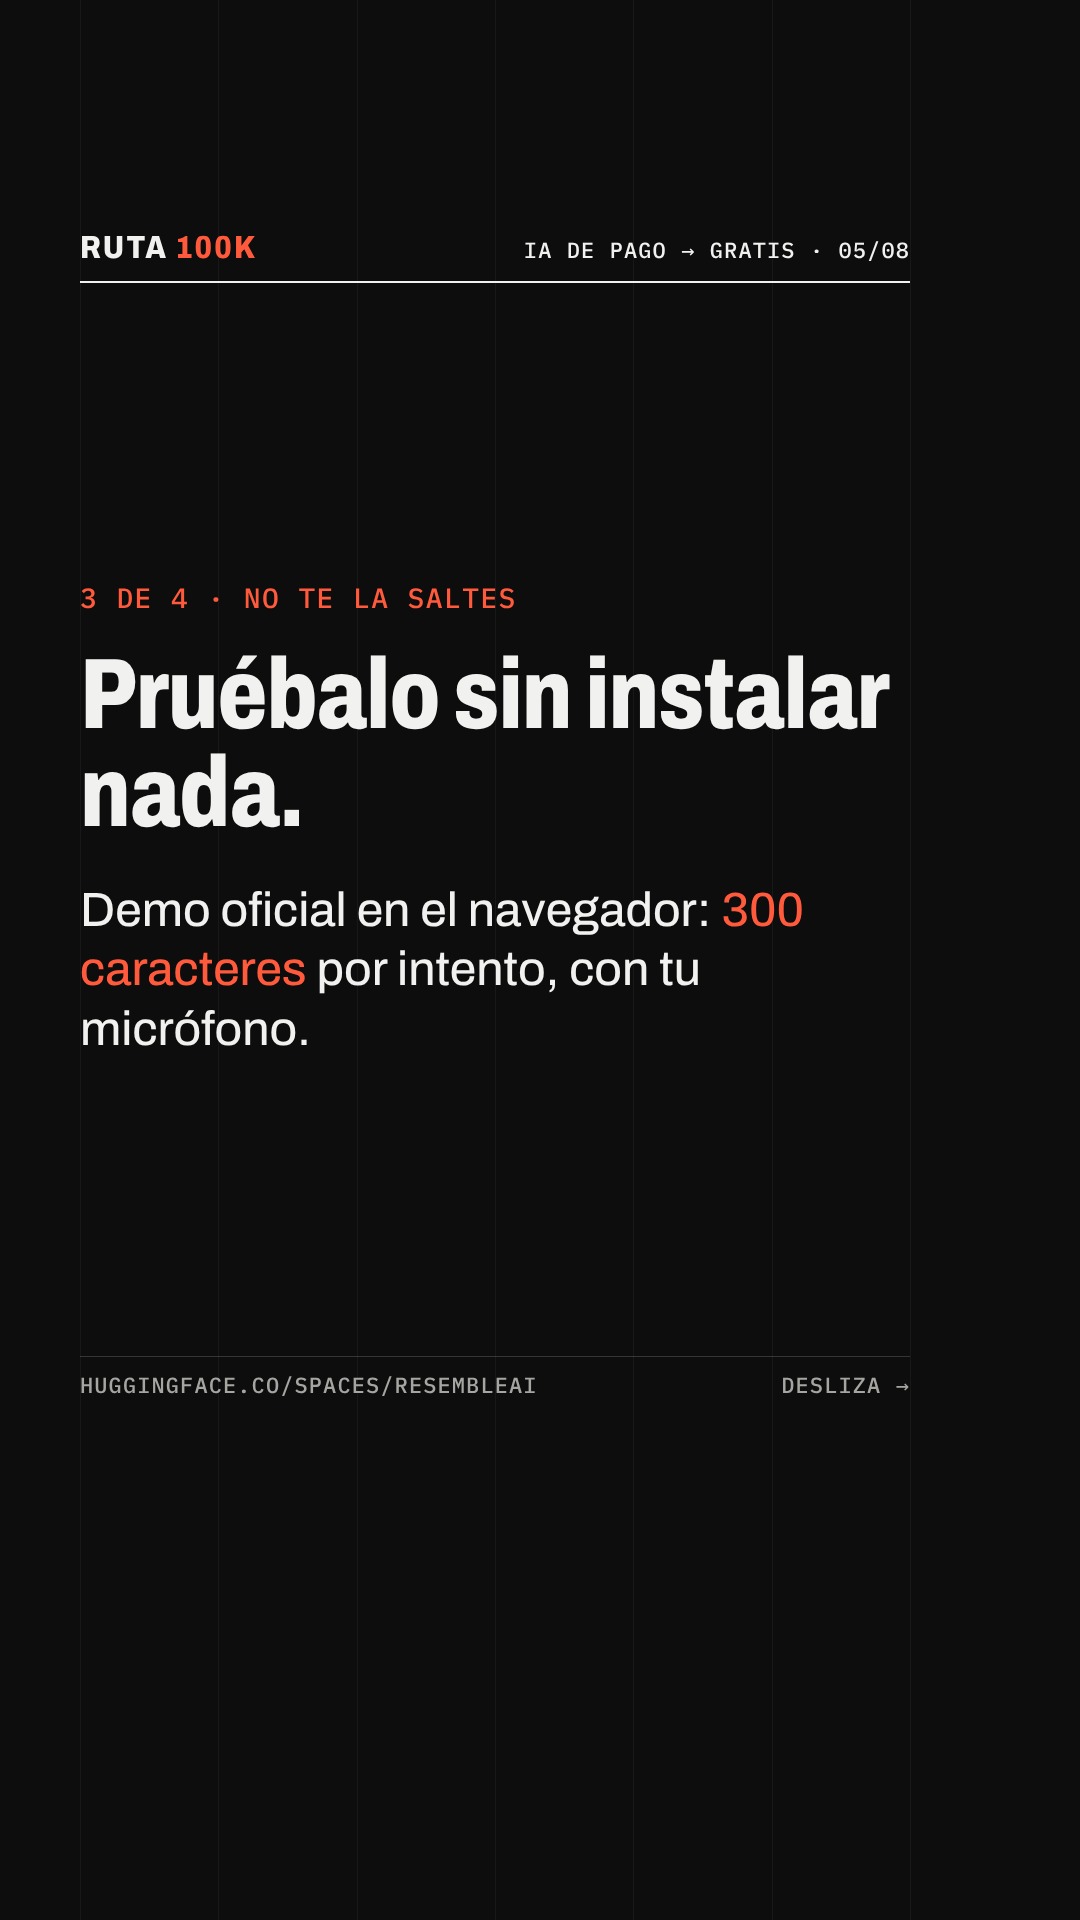 RUTA 100K
IA DE PAGO → GRATIS · 05/08
3 DE 4 · NO TE LA SALTES
Pruébalo sin instalar
nada.
Demo oficial en el navegador: 300
caracteres por intento, con tu
micrófono.
HUGGINGFACE.CO/SPACES/RESEMBLEAI
DESLIZA →